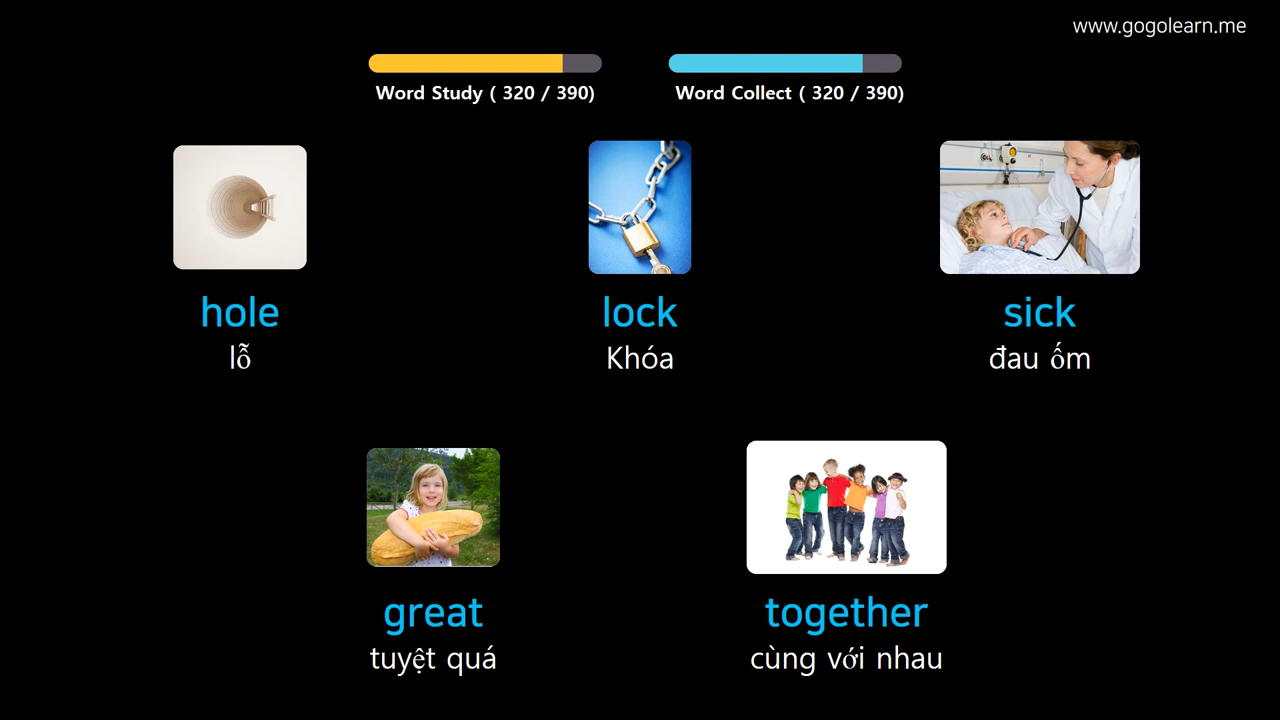 www.gogolearn.me
Word Study ( 320 / 390)
Word Collect ( 320 / 390)
hole
lỗ
lock
Khóa
sick
đau ốm
great
tuyệt quá
together
cùng với nhau